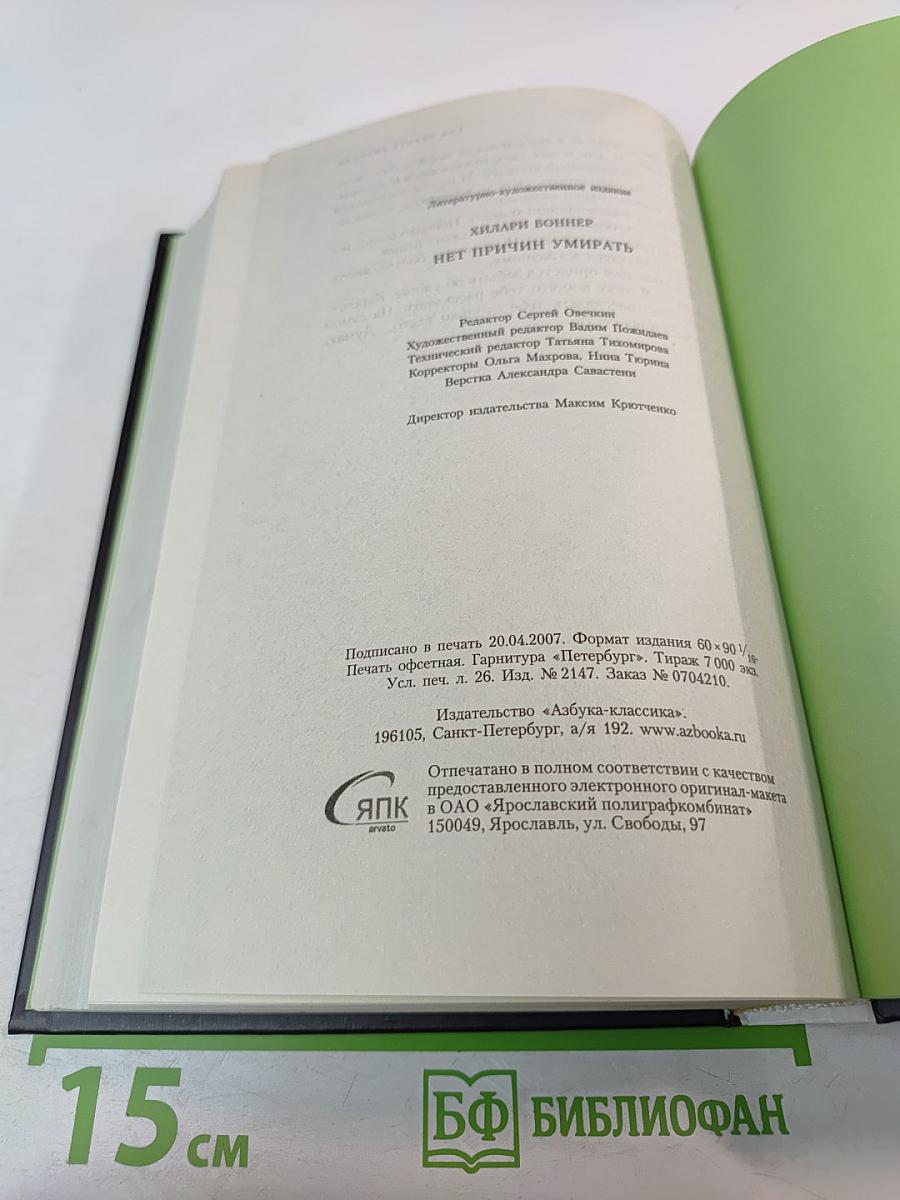 Литературно-художественное издание
ХИЛАРИ БОННЕР
НЕТ ПРИЧИН УМИРАТЬ
Редактор Сергей Овечкин
Художественный редактор Вадим Пожидаев
Технический редактор Татьяна Тихомирова
Корректоры Ольга Махрова, Нина Тюрина
Верстка Александра Савастени
Директор издательства Максим Крютченко
Подписано в печать 20.04.2007. Формат издания 60×90 1/16.
Печать офсетная. Гарнитура «Петербург». Тираж 7 000 экз.
Усл. печ. л. 26. Изд. № 2147. Заказ № 0704210.
Издательство «Азбука-классика».
196105, Санкт-Петербург, а/я 192. www.azbooka.ru
ЯПК
arvato
Отпечатано в полном соответствии с качеством
предоставленного электронного оригинал-макета
в ОАО «Ярославский полиграфкомбинат»
150049, Ярославль, ул. Свободы, 97
15 см
БФ БИБЛИОФАН